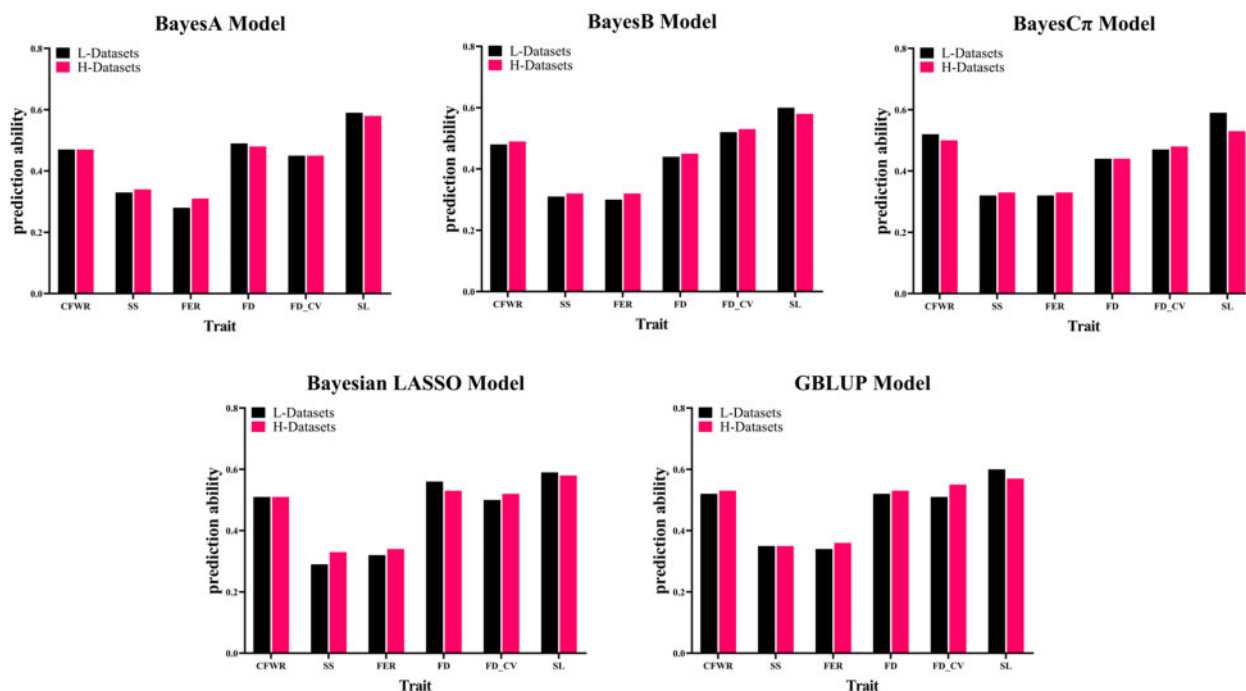 BayesA Model
L-Datasets
H-Datasets
prediction ability
0.8
0.6
0.4
0.2
0.0
CFWR SS FER FD FD_CV SL
Trait
BayesB Model
L-Datasets
H-Datasets
prediction ability
0.8
0.6
0.4
0.2
0.0
CFWR SS FER FD FD_CV SL
Trait
BayesCπ Model
L-Datasets
H-Datasets
prediction ability
0.8
0.6
0.4
0.2
0.0
CFWR SS FER FD FD_CV SL
Trait
Bayesian LASSO Model
L-Datasets
H-Datasets
prediction ability
0.8
0.6
0.4
0.2
0.0
CFWR SS FER FD FD_CV SL
Trait
GBLUP Model
L-Datasets
H-Datasets
prediction ability
0.8
0.6
0.4
0.2
0.0
CFWR SS FER FD FD_CV SL
Trait